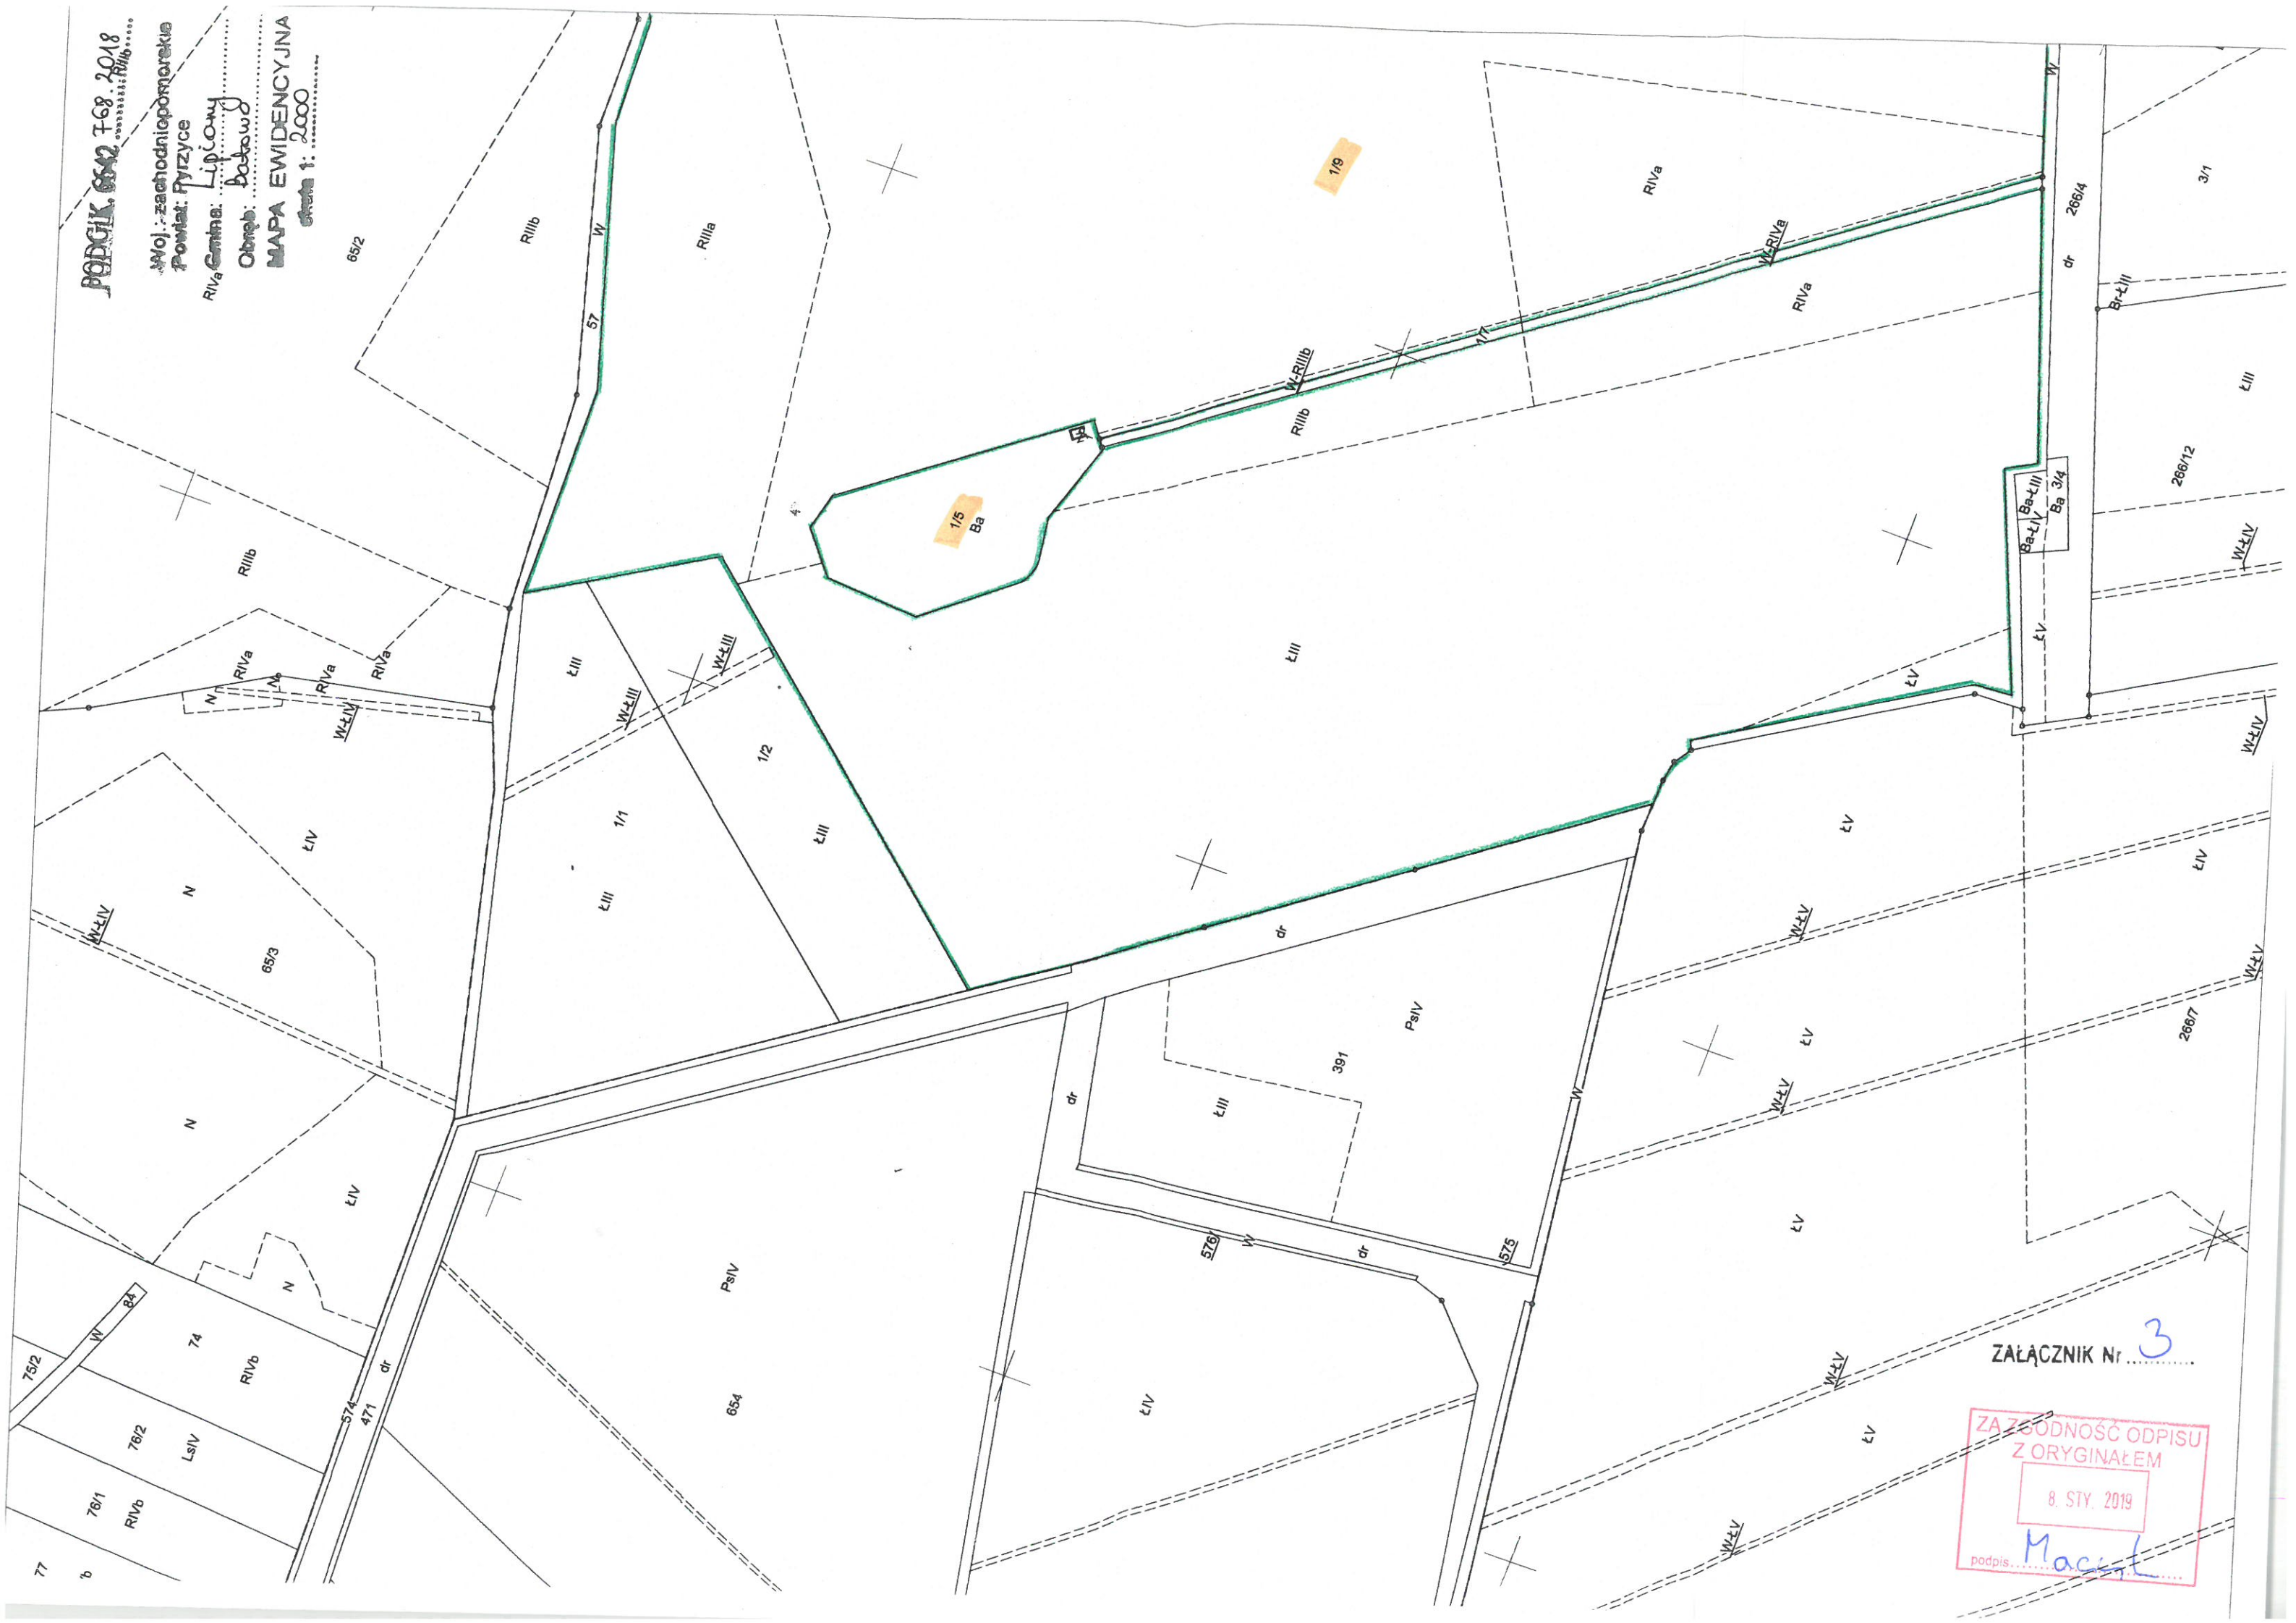 PODGiK. 6642.768.2018
Woj.: zachodniopomorskie
Powiat: Pyrzyce
Gmina: Lipiany
Obręb: Batowo
MAPA EWIDENCYJNA
skala 1: 2000
RIVa
RIIIb
65/2
RIIIb
W
57
RIIIa
1/9
RIVa
W
266/4
dr
3/1
Br-ŁIII
ŁIII
266/12
W-ŁIV
W-RIVa
RIVa
1/7
W-RIIIb
RIIIb
4
1/5
Ba
Ba-ŁIII
Ba-ŁIV
Ba 3/4
ŁV
ŁV
RIIIb
RIVa
N
N
RIVa
RIVa
W-ŁIV
ŁIII
W-ŁIII
W-ŁIII
ŁIII
1/2
1/1
ŁIII
ŁIII
ŁIV
N
W-ŁIV
65/3
N
ŁIV
N
dr
W-ŁIV
ŁV
ŁIV
W-ŁV
W-ŁV
266/7
ŁV
W-ŁV
PsIV
391
ŁIII
dr
W
ŁV
576
W
dr
575
PsIV
654
ŁIV
W
84
75/2
74
RIVb
574
471
dr
76/2
LsIV
76/1
RIVb
77
b
W-ŁV
ŁV
W-ŁV
ZAŁĄCZNIK Nr 3
ZA ZGODNOŚĆ ODPISU
Z ORYGINAŁEM
8. STY. 2019
podpis